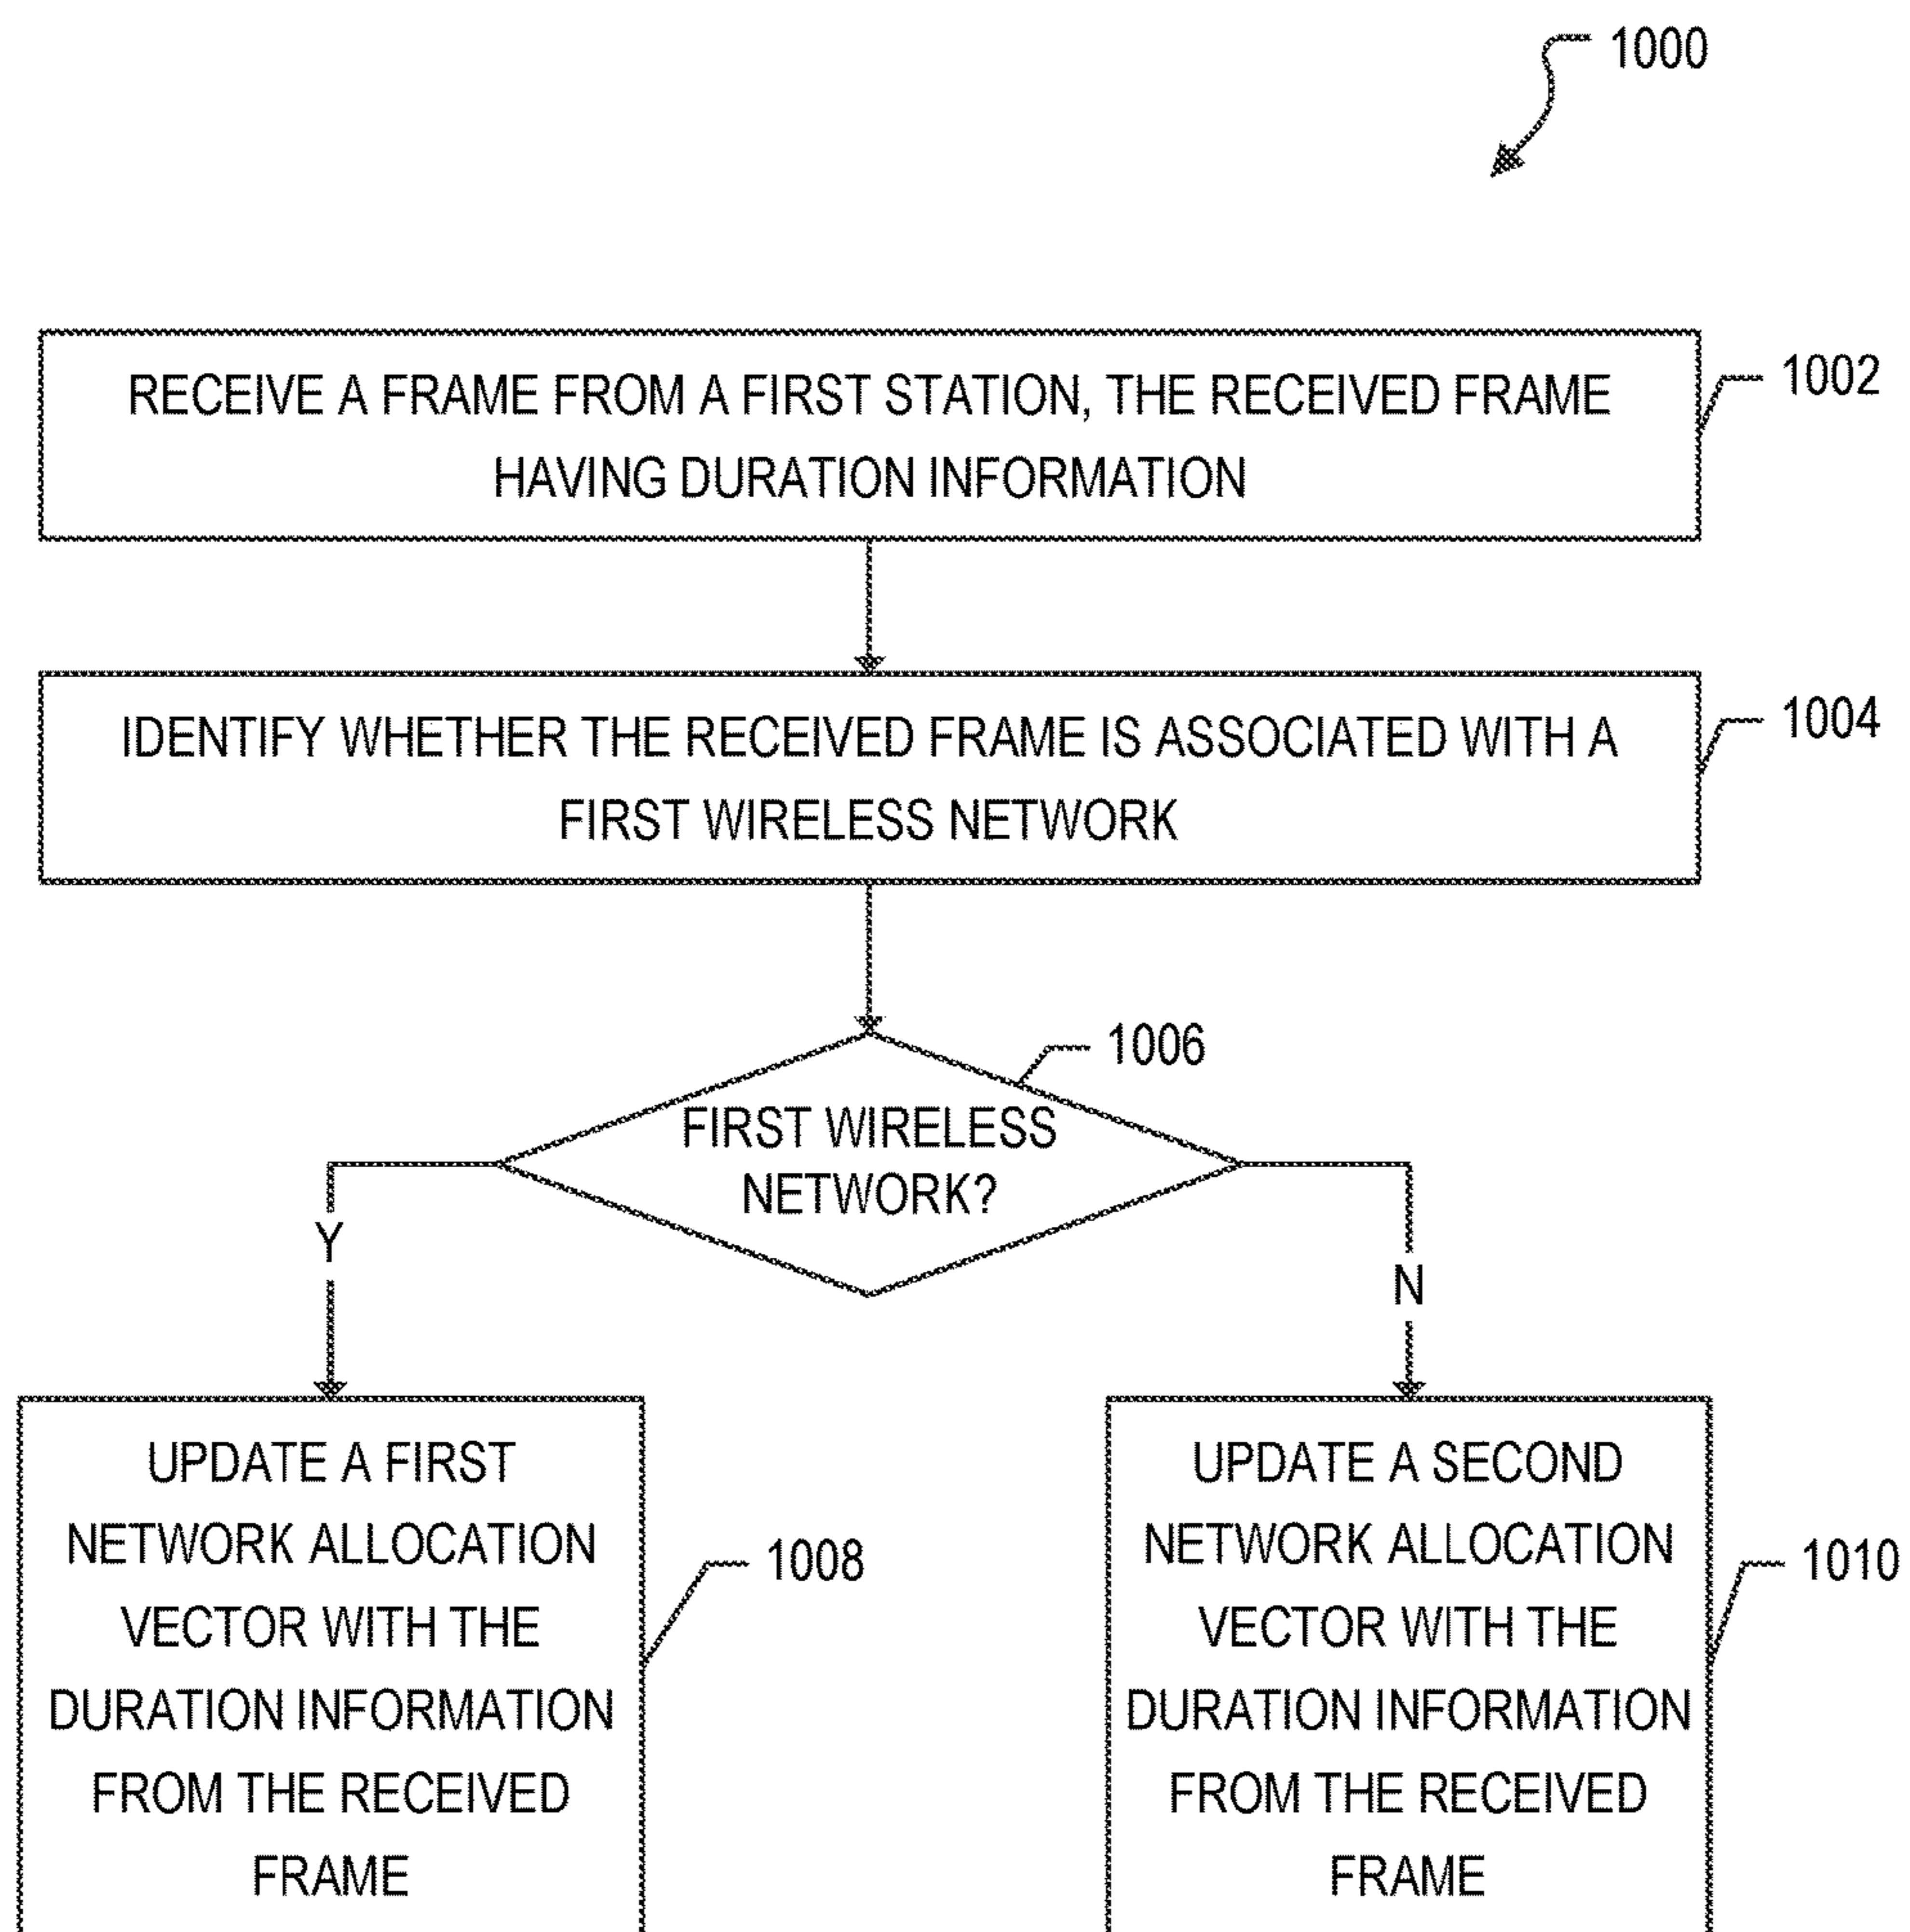 1000
RECEIVE A FRAME FROM A FIRST STATION, THE RECEIVED FRAME
HAVING DURATION INFORMATION
1002
IDENTIFY WHETHER THE RECEIVED FRAME IS ASSOCIATED WITH A
FIRST WIRELESS NETWORK
1004
1006
FIRST WIRELESS
NETWORK?
Y
N
UPDATE A FIRST
NETWORK ALLOCATION
VECTOR WITH THE
DURATION INFORMATION
FROM THE RECEIVED
FRAME
1008
UPDATE A SECOND
NETWORK ALLOCATION
VECTOR WITH THE
DURATION INFORMATION
FROM THE RECEIVED
FRAME
1010